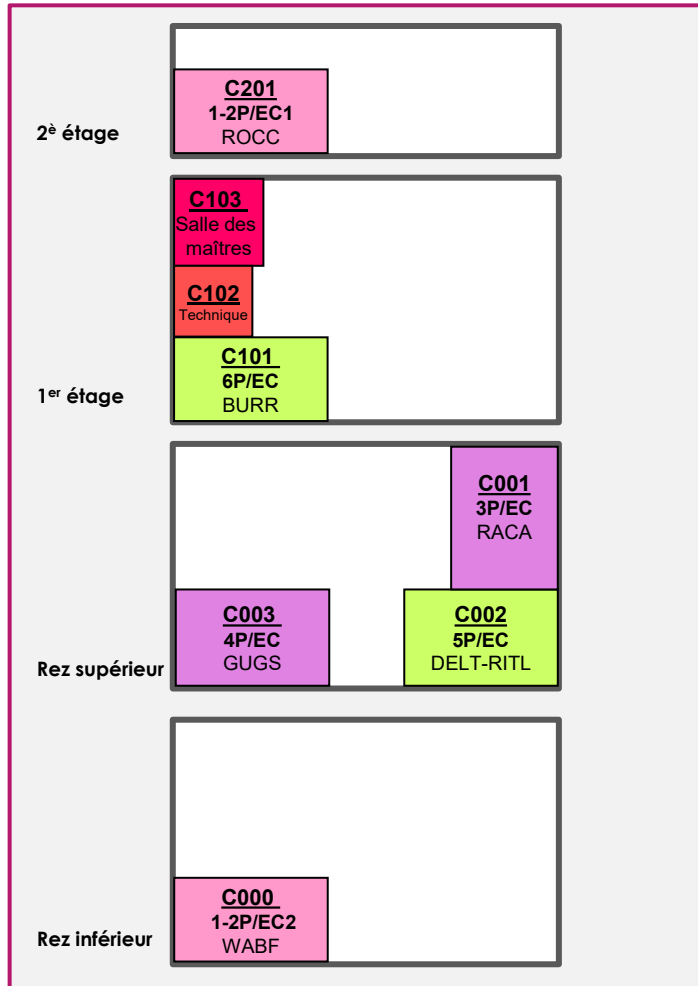 C201
1-2P/EC1
ROCC
2è étage
C103
Salle des
maîtres
C102
Technique
C101
6P/EC
BURR
1er étage
C001
3P/EC
RACA
C003
4P/EC
GUGS
C002
5P/EC
DELT-RITL
Rez supérieur
C000
1-2P/EC2
WABF
Rez inférieur